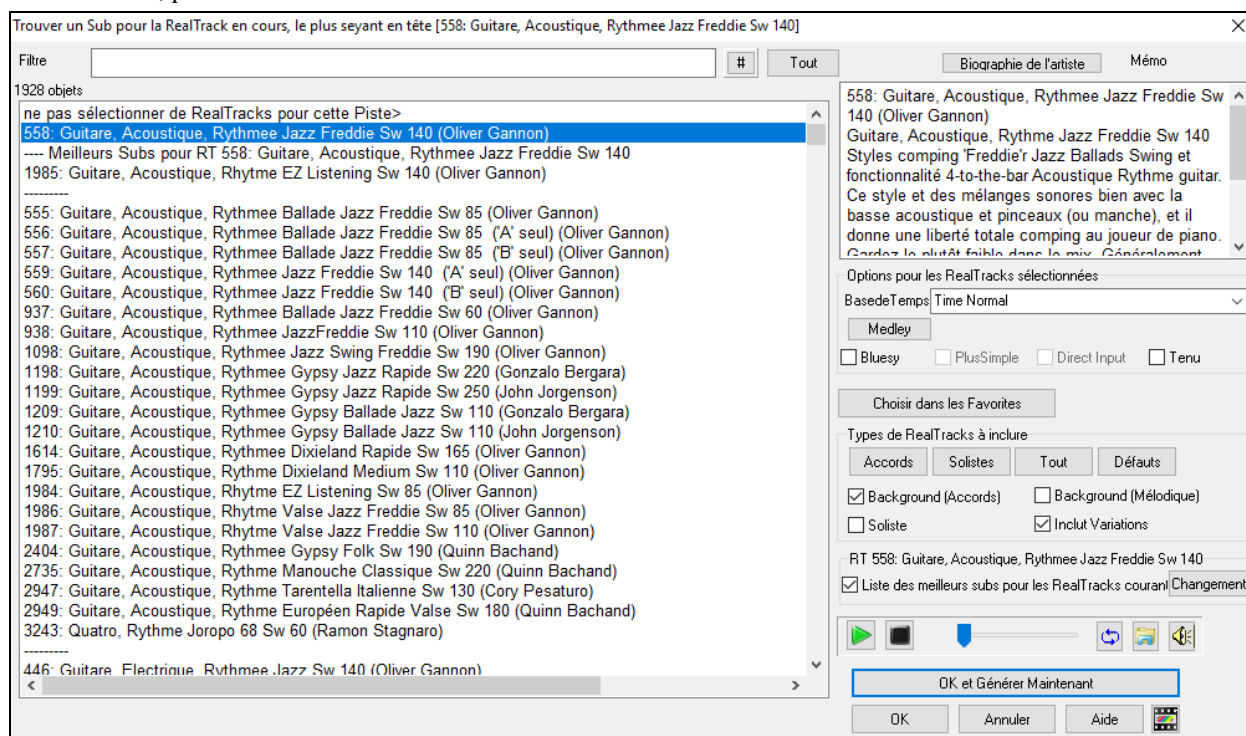 Trouver un Sub pour la RealTrack en cours, le plus seyant en tête [558: Guitare, Acoustique, Rythmee Jazz Freddie Sw 140]
Filtre
#
Tout
Biographie de l'artiste
Mémo
1928 objets
ne pas sélectionner de RealTracks pour cette Piste>
558: Guitare, Acoustique, Rythmee Jazz Freddie Sw 140 (Oliver Gannon)
---- Meilleurs Subs pour RT 558: Guitare, Acoustique, Rythmee Jazz Freddie Sw 140
1985: Guitare, Acoustique, Rhytme EZ Listening Sw 140 (Oliver Gannon)
---------
555: Guitare, Acoustique, Rythmee Ballade Jazz Freddie Sw 85 (Oliver Gannon)
556: Guitare, Acoustique, Rythmee Ballade Jazz Freddie Sw 85 ('A' seul) (Oliver Gannon)
557: Guitare, Acoustique, Rythmee Ballade Jazz Freddie Sw 85 ('B' seul) (Oliver Gannon)
559: Guitare, Acoustique, Rythmee Jazz Freddie Sw 140 ('A' seul) (Oliver Gannon)
560: Guitare, Acoustique, Rythmee Jazz Freddie Sw 140 ('B' seul) (Oliver Gannon)
937: Guitare, Acoustique, Rythmee Ballade Jazz Freddie Sw 60 (Oliver Gannon)
938: Guitare, Acoustique, Rythmee JazzFreddie Sw 110 (Oliver Gannon)
1098: Guitare, Acoustique, Rythmee Jazz Swing Freddie Sw 190 (Oliver Gannon)
1198: Guitare, Acoustique, Rythmee Gypsy Jazz Rapide Sw 220 (Gonzalo Bergara)
1199: Guitare, Acoustique, Rythmee Gypsy Jazz Rapide Sw 250 (John Jorgenson)
1209: Guitare, Acoustique, Rythmee Gypsy Ballade Jazz Sw 110 (Gonzalo Bergara)
1210: Guitare, Acoustique, Rythmee Gypsy Ballade Jazz Sw 110 (John Jorgenson)
1614: Guitare, Acoustique, Rythmee Dixieland Rapide Sw 165 (Oliver Gannon)
1795: Guitare, Acoustique, Rythme Dixieland Medium Sw 110 (Oliver Gannon)
1984: Guitare, Acoustique, Rhytme EZ Listening Sw 85 (Oliver Gannon)
1986: Guitare, Acoustique, Rhytme Valse Jazz Freddie Sw 85 (Oliver Gannon)
1987: Guitare, Acoustique, Rhytme Valse Jazz Freddie Sw 110 (Oliver Gannon)
2404: Guitare, Acoustique, Rythmee Gypsy Folk Sw 190 (Quinn Bachand)
2735: Guitare, Acoustique, Rythme Manouche Classique Sw 220 (Quinn Bachand)
2947: Guitare, Acoustique, Rythme Tarentella Italienne Sw 130 (Cory Pesaturo)
2949: Guitare, Acoustique, Rythme Européen Rapide Valse Sw 180 (Quinn Bachand)
3243: Quatro, Rythme Joropo 68 Sw 60 (Ramon Stagnaro)
---------
446: Guitare, Electrique, Rythmee Jazz Sw 140 (Oliver Gannon)
558: Guitare, Acoustique, Rythmee Jazz Freddie Sw
140 (Oliver Gannon)
Guitare, Acoustique, Rythme Jazz Freddie Sw 140
Styles comping 'Freddie'r Jazz Ballads Swing et
fonctionnalité 4-to-the-bar Acoustique Rythme guitar.
Ce style et des mélanges sonores bien avec la
basse acoustique et pinceaux (ou manche), et il
donne une liberté totale comping au joueur de piano.
Gardez le plutôt faible dans le mix. Généralement
Options pour les RealTracks sélectionnées
BasedeTemps Time Normal
Medley
Bluesy
PlusSimple
Direct Input
Tenu
Choisir dans les Favorites
Types de RealTracks à inclure
Accords
Solistes
Tout
Défauts
Background (Accords)
Background (Mélodique)
Soliste
Inclut Variations
RT 558: Guitare, Acoustique, Rythmee Jazz Freddie Sw 140
Liste des meilleurs subs pour les RealTracks courant
Changement
OK et Générer Maintenant
OK
Annuler
Aide